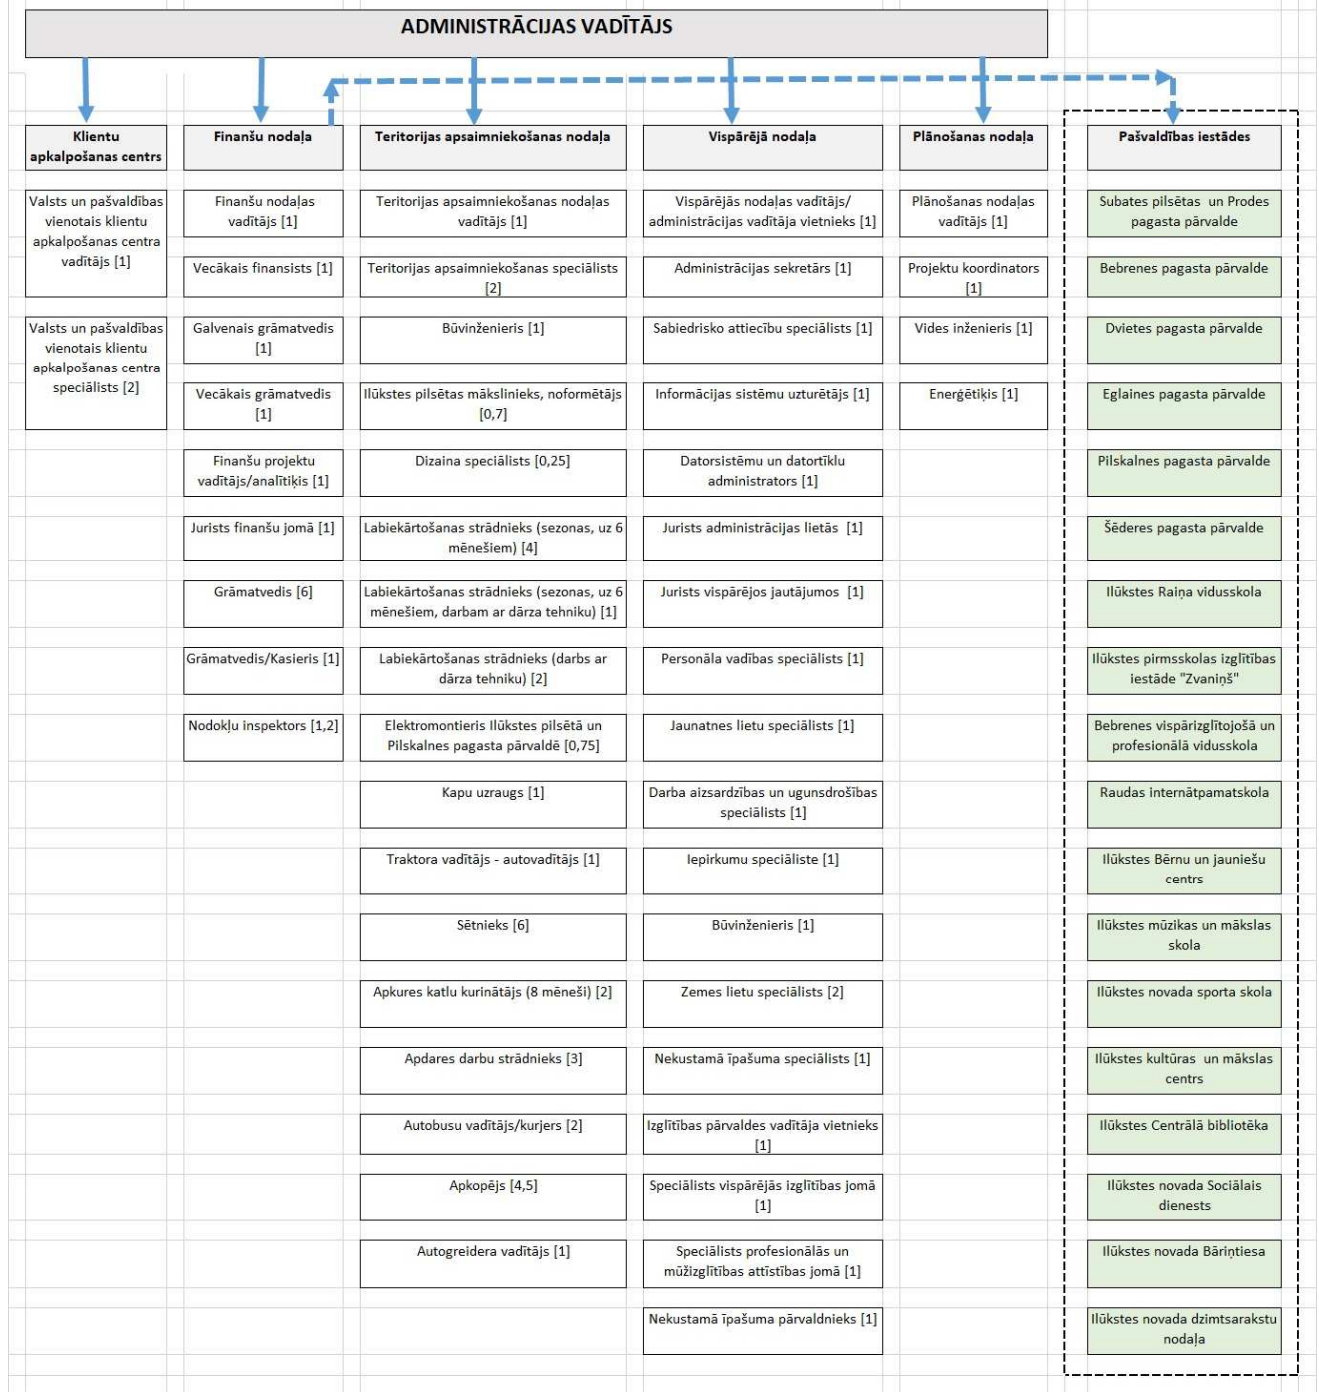 ADMINISTRĀCIJAS VADĪTĀJS
Klientu
apkalpošanas centrs
Valsts un pašvaldības
vienotais klientu
apkalpošanas centra
vadītājs [1]
Valsts un pašvaldības
vienotais klientu
apkalpošanas centra
speciālists [2]
Finanšu nodaļa
Finanšu nodaļas
vadītājs [1]
Vecākais finansists [1]
Galvenais grāmatvedis
[1]
Vecākais grāmatvedis
[1]
Finanšu projektu
vadītājs/analītiķis [1]
Jurists finanšu jomā [1]
Grāmatvedis [6]
Grāmatvedis/Kasieris [1]
Nodokļu inspektors [1,2]
Teritorijas apsaimniekošanas nodaļa
Teritorijas apsaimniekošanas nodaļas
vadītājs [1]
Teritorijas apsaimniekošanas speciālists
[2]
Būvinženieris [1]
Ilūkstes pilsētas mākslinieks, noformētājs
[0,7]
Dizaina speciālists [0,25]
Labiekārtošanas strādnieks (sezonas, uz 6
mēnešiem) [4]
Labiekārtošanas strādnieks (sezonas, uz 6
mēnešiem, darbam ar dārza tehniku) [1]
Labiekārtošanas strādnieks (darbs ar
dārza tehniku) [2]
Elektromontieris Ilūkstes pilsētā un
Pilskalnes pagasta pārvaldē [0,75]
Kapu uzraugs [1]
Traktora vadītājs - autovadītājs [1]
Sētnieks [6]
Apkures katlu kurinātājs (8 mēneši) [2]
Apdares darbu strādnieks [3]
Autobusu vadītājs/kurjers [2]
Apkopējs [4,5]
Autogreidera vadītājs [1]
Vispārējā nodaļa
Vispārējās nodaļas vadītājs/
administrācijas vadītāja vietnieks [1]
Administrācijas sekretārs [1]
Sabiedrisko attiecību speciālists [1]
Informācijas sistēmu uzturētājs [1]
Datorsistēmu un datortīklu
administrators [1]
Jurists administrācijas lietās  [1]
Jurists vispārējos jautājumos  [1]
Personāla vadības speciālists [1]
Jaunatnes lietu speciālists [1]
Darba aizsardzības un ugunsdrošības
speciālists [1]
Iepirkumu speciāliste [1]
Būvinženieris [1]
Zemes lietu speciālists [2]
Nekustamā īpašuma speciālists [1]
Izglītības pārvaldes vadītāja vietnieks
[1]
Speciālists vispārējās izglītības jomā
[1]
Speciālists profesionālās un
mūžizglītības attīstības jomā [1]
Nekustamā īpašuma pārvaldnieks [1]
Plānošanas nodaļa
Plānošanas nodaļas
vadītājs [1]
Projektu koordinators
[1]
Vides inženieris [1]
Enerģētiķis [1]
Pašvaldības iestādes
Subates pilsētas  un Prodes
pagasta pārvalde
Bebrenes pagasta pārvalde
Dvietes pagasta pārvalde
Eglaines pagasta pārvalde
Pilskalnes pagasta pārvalde
Šēderes pagasta pārvalde
Ilūkstes Raiņa vidusskola
Ilūkstes pirmsskolas izglītības
iestāde "Zvaniņš"
Bebrenes vispārizglītojošā un
profesionālā vidusskola
Raudas internātpamatskola
Ilūkstes Bērnu un jauniešu
centrs
Ilūkstes mūzikas un mākslas
skola
Ilūkstes novada sporta skola
Ilūkstes kultūras  un mākslas
centrs
Ilūkstes Centrālā bibliotēka
Ilūkstes novada Sociālais
dienests
Ilūkstes novada Bāriņtiesa
Ilūkstes novada dzimtsarakstu
nodaļa